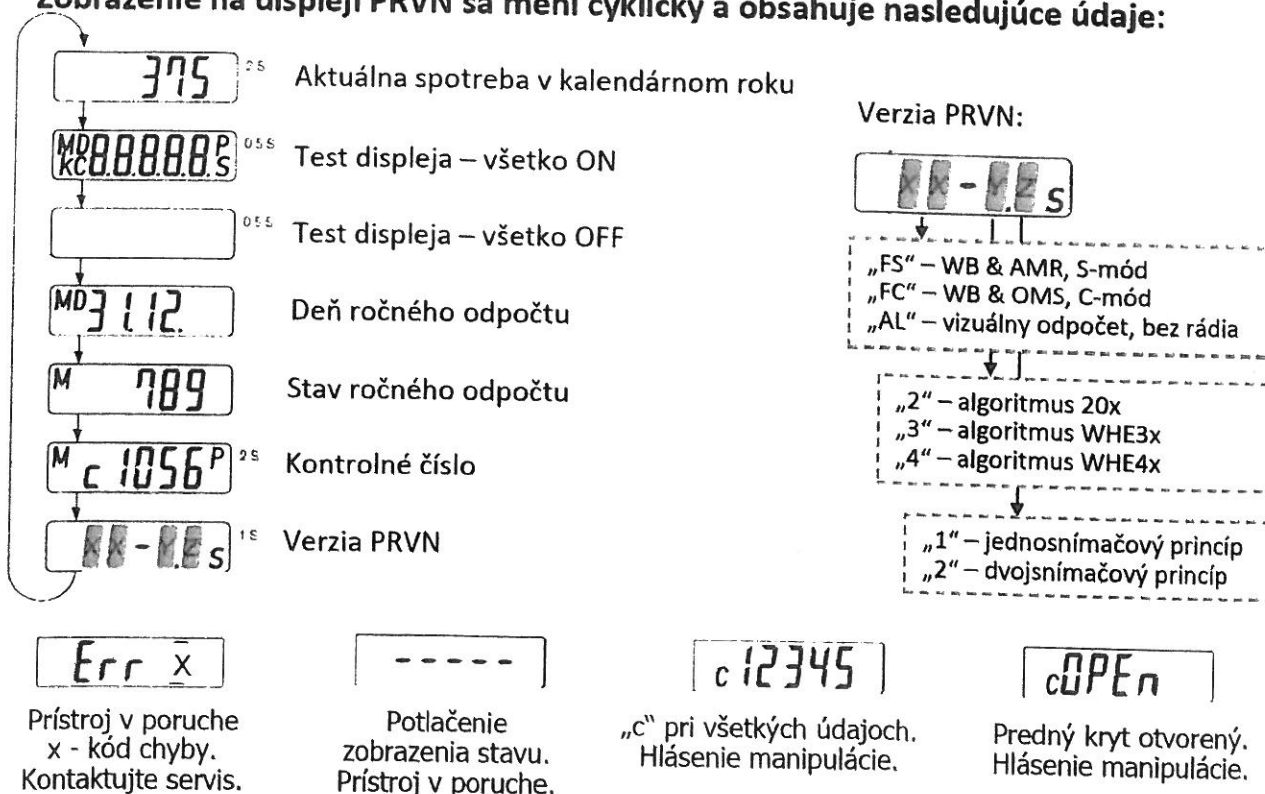 Zobrazenie na displeji PRVN sa mení cyklicky a obsahuje nasledujúce údaje:
375 2S Aktuálna spotreba v kalendárnom roku
MD KC 8.8.8.8.8. P S 05S Test displeja – všetko ON
05S Test displeja – všetko OFF
MD 31.12. Deň ročného odpočtu
M 789 Stav ročného odpočtu
M c 1056 P 2S Kontrolné číslo
XX-Y.Z S 1S Verzia PRVN
Verzia PRVN:
XX-Y.Z S
„FS“ – WB & AMR, S-mód
„FC“ – WB & OMS, C-mód
„AL“ – vizuálny odpočet, bez rádia
„2“ – algoritmus 20x
„3“ – algoritmus WHE3x
„4“ – algoritmus WHE4x
„1“ – jednosnímačový princíp
„2“ – dvojsnímačový princíp
Err x
Prístroj v poruche
x - kód chyby.
Kontaktujte servis.
-----
Potlačenie
zobrazenia stavu.
Prístroj v poruche.
c 12345
„c“ pri všetkých údajoch.
Hlásenie manipulácie.
cOPEn
Predný kryt otvorený.
Hlásenie manipulácie.